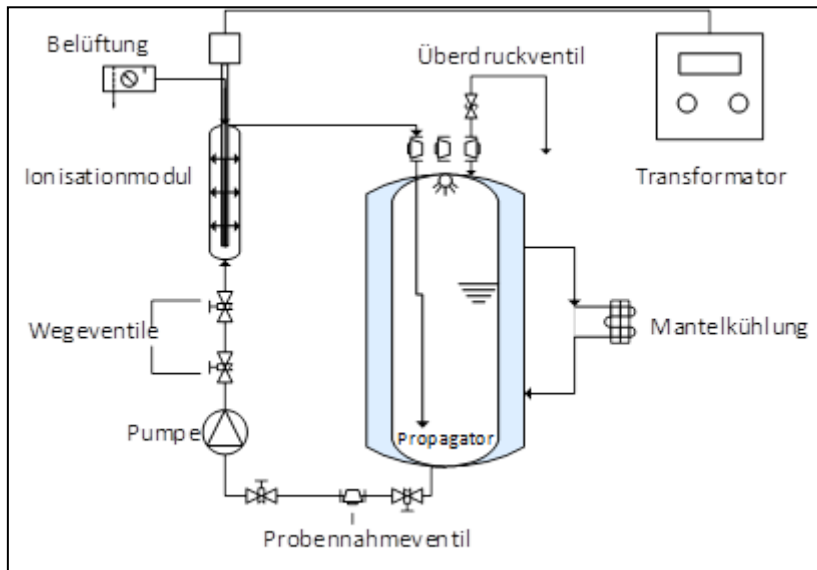 Belüftung
Überdruckventil
Ionisationmodul
Transformator
Wegeventile
Mantelkühlung
Pumpe
Propagator
Probennahmeventil